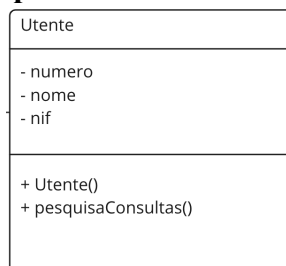 Utente
- numero
- nome
- nif
+ Utente()
+ pesquisaConsultas()